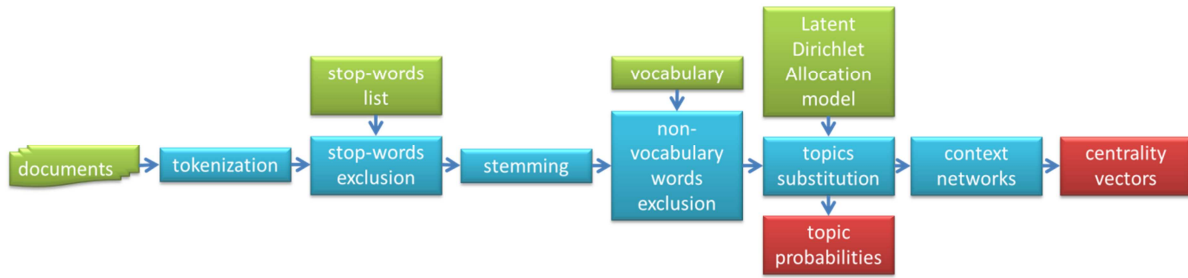 documents
tokenization
stop-words
list
stop-words
exclusion
stemming
vocabulary
non-
vocabulary
words
exclusion
Latent
Dirichlet
Allocation
model
topics
substitution
topic
probabilities
context
networks
centrality
vectors